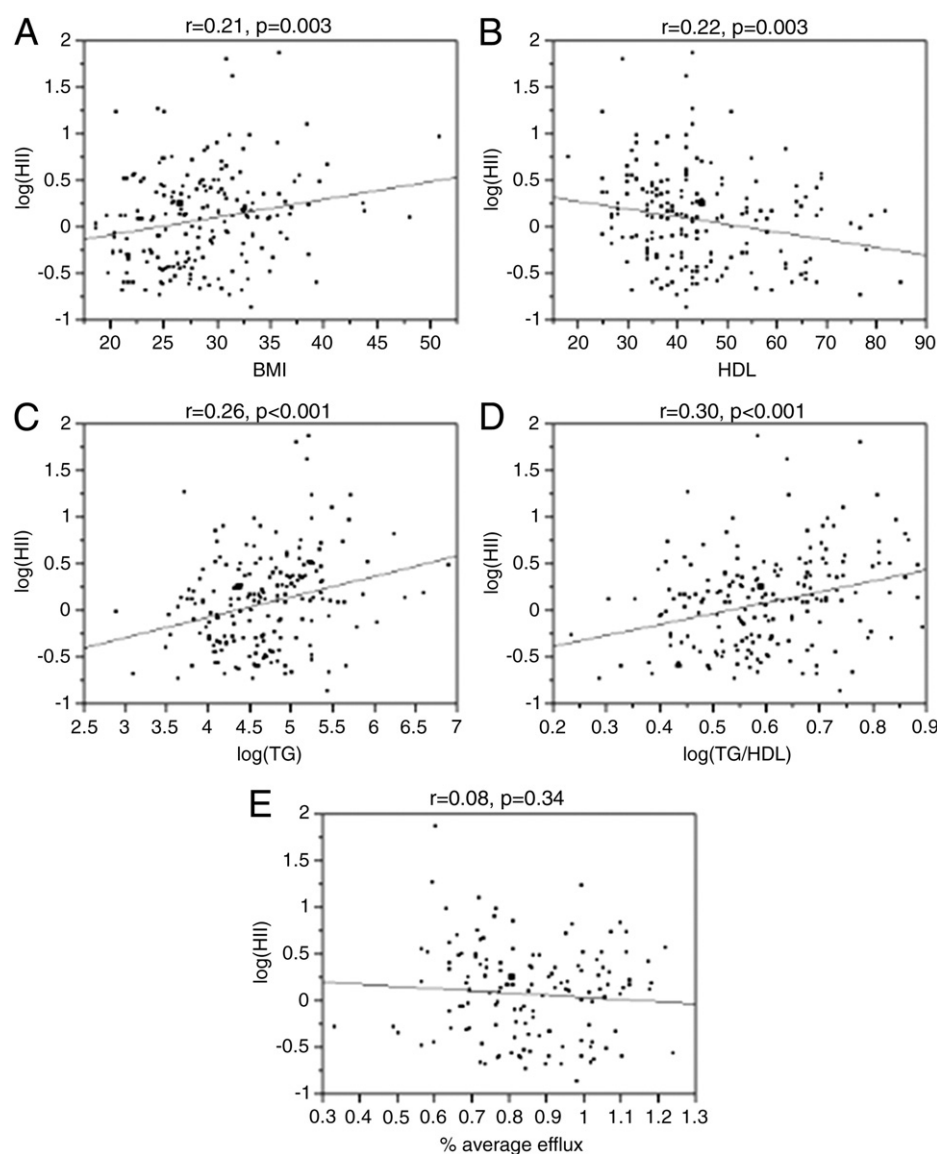 A
r=0.21, p=0.003
2
1.5
1
0.5
0
-0.5
-1
log(HII)
20 25 30 35 40 45 50
BMI
B
r=0.22, p=0.003
2
1.5
1
0.5
0
-0.5
-1
log(HII)
20 30 40 50 60 70 80 90
HDL
C
r=0.26, p<0.001
2
1.5
1
0.5
0
-0.5
-1
log(HII)
2.5 3 3.5 4 4.5 5 5.5 6 6.5 7
log(TG)
D
r=0.30, p<0.001
2
1.5
1
0.5
0
-0.5
-1
log(HII)
0.2 0.3 0.4 0.5 0.6 0.7 0.8 0.9
log(TG/HDL)
E
r=0.08, p=0.34
2
1.5
1
0.5
0
-0.5
-1
log(HII)
0.3 0.4 0.5 0.6 0.7 0.8 0.9 1 1.1 1.2 1.3
% average efflux